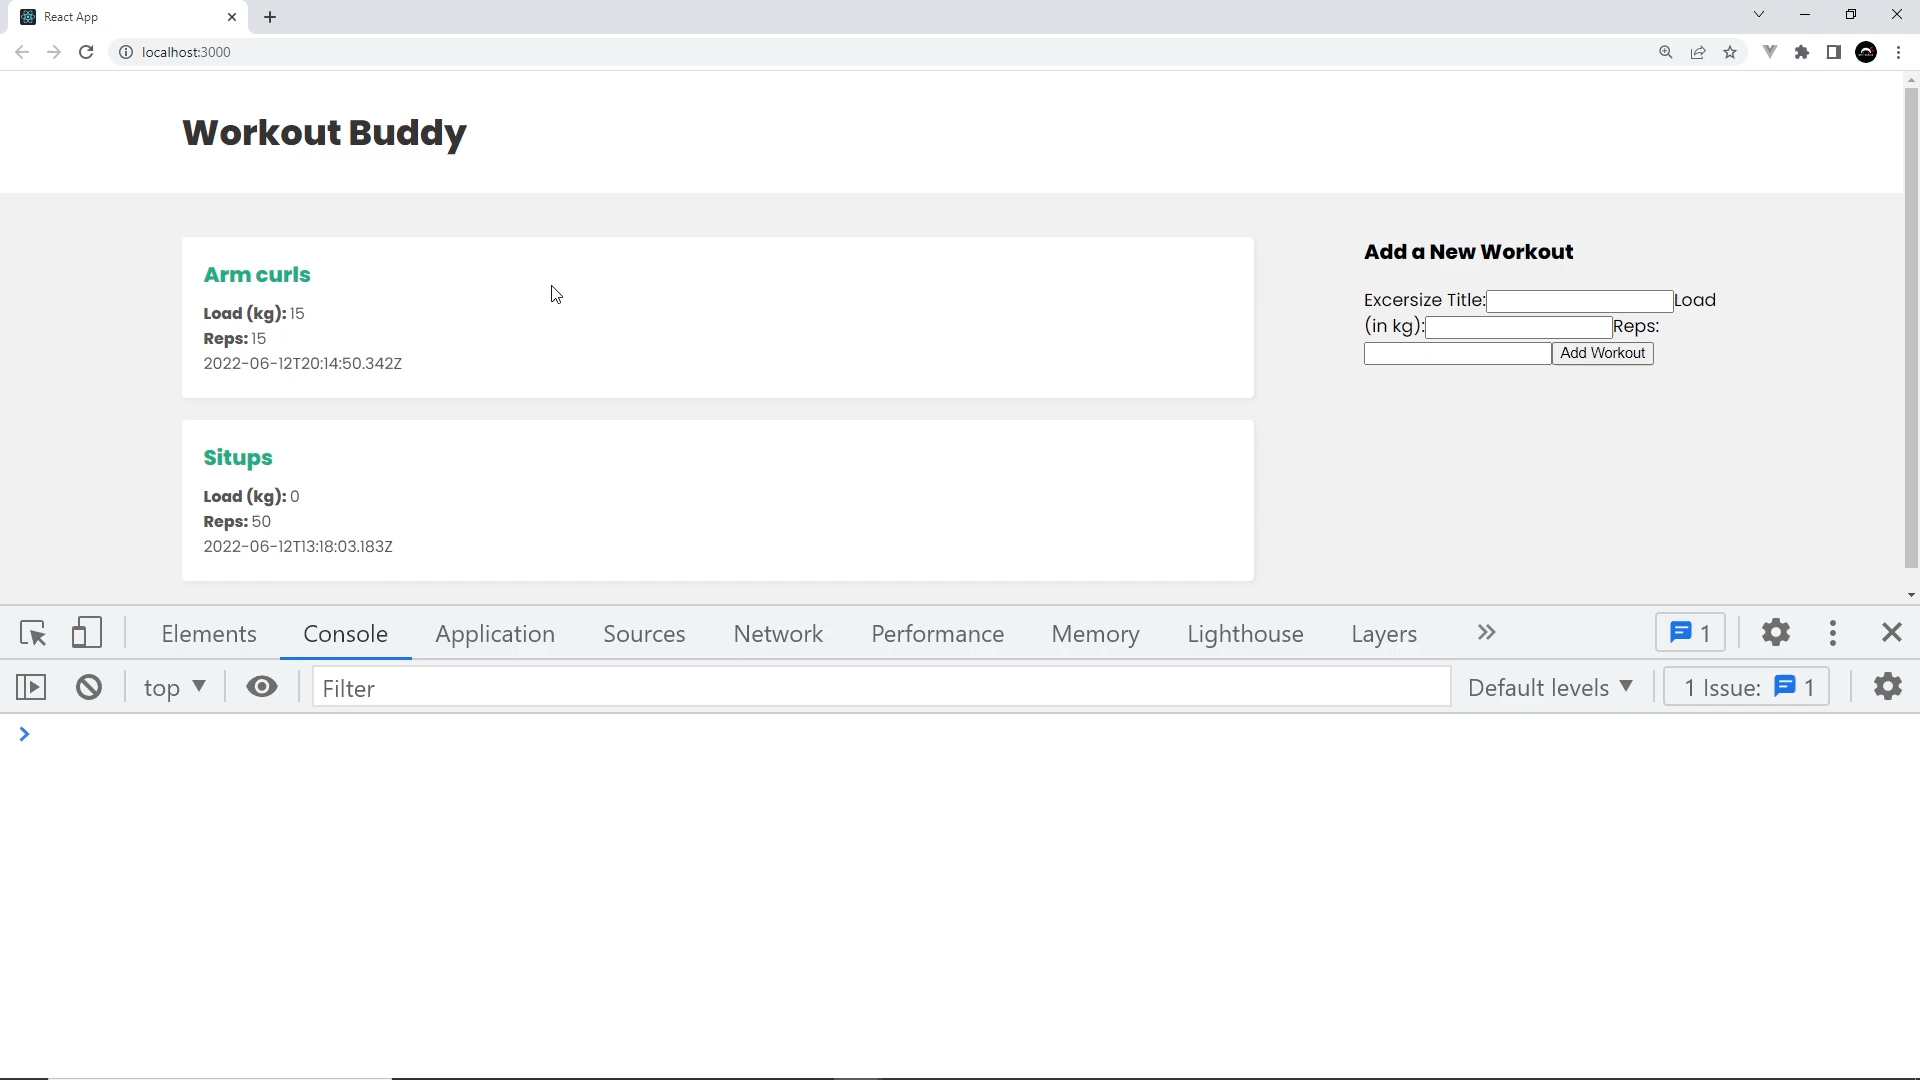 React App
localhost:3000
Workout Buddy
Arm curls
Load (kg): 15
Reps: 15
2022-06-12T20:14:50.342Z
Situps
Load (kg): 0
Reps: 50
2022-06-12T13:18:03.183Z
Add a New Workout
Excersize Title: Load
(in kg): Reps:
Add Workout
Elements Console Application Sources Network Performance Memory Lighthouse Layers 1
top Filter Default levels 1 Issue: 1